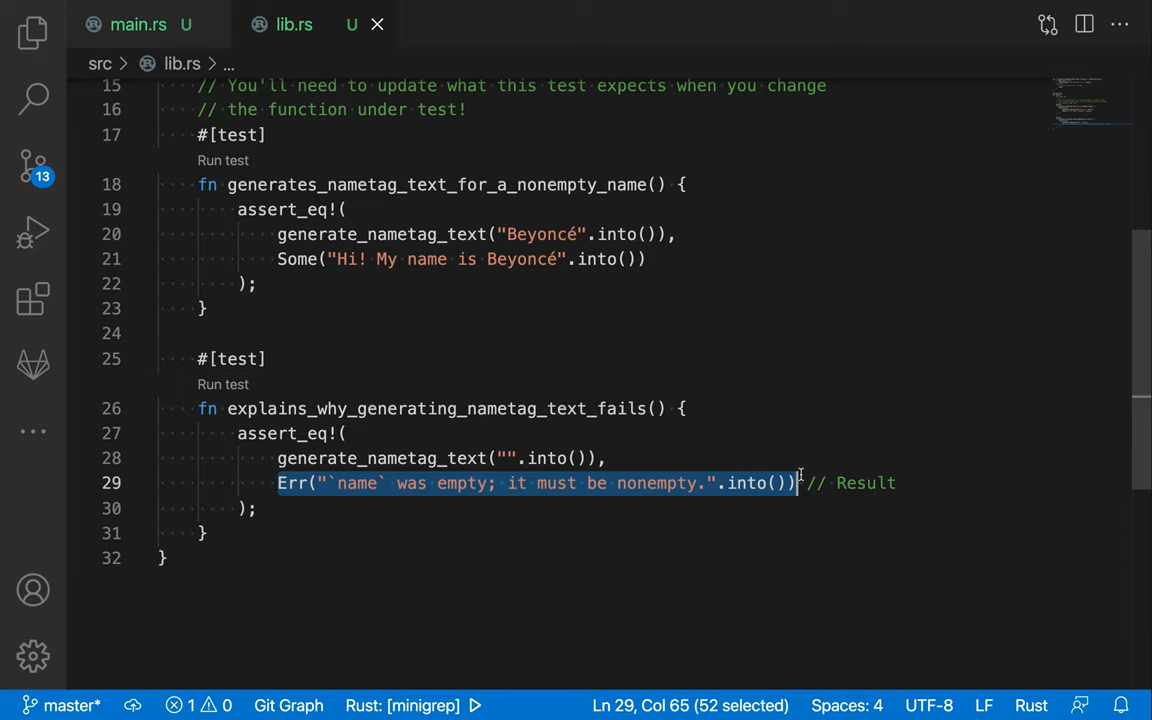 main.rs U lib.rs U
src > lib.rs > ...
15 // You'll need to update what this test expects when you change
16 // the function under test!
17 #[test]
Run test
18 fn generates_nametag_text_for_a_nonempty_name() {
19 assert_eq!(
20 generate_nametag_text("Beyoncé".into()),
21 Some("Hi! My name is Beyoncé".into())
22 );
23 }
24
25 #[test]
Run test
26 fn explains_why_generating_nametag_text_fails() {
27 assert_eq!(
28 generate_nametag_text("".into()),
29 Err("`name` was empty; it must be nonempty.".into()) // Result
30 );
31 }
32 }
13
master* 1 0 Git Graph Rust: [minigrep] Ln 29, Col 65 (52 selected) Spaces: 4 UTF-8 LF Rust